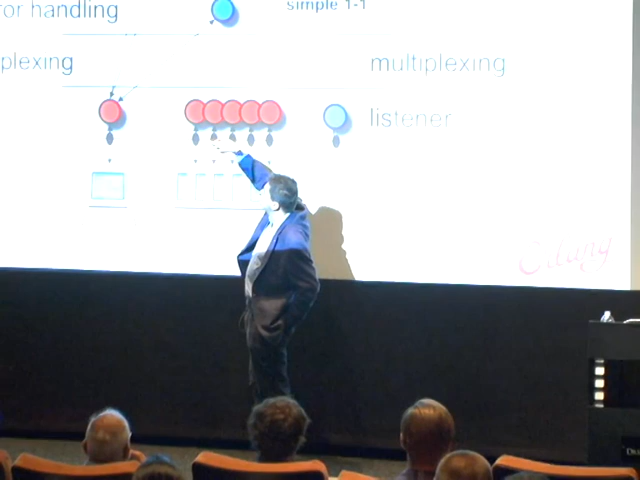 for handling
simple 1-1
plexing
multiplexing
listener
Erlang